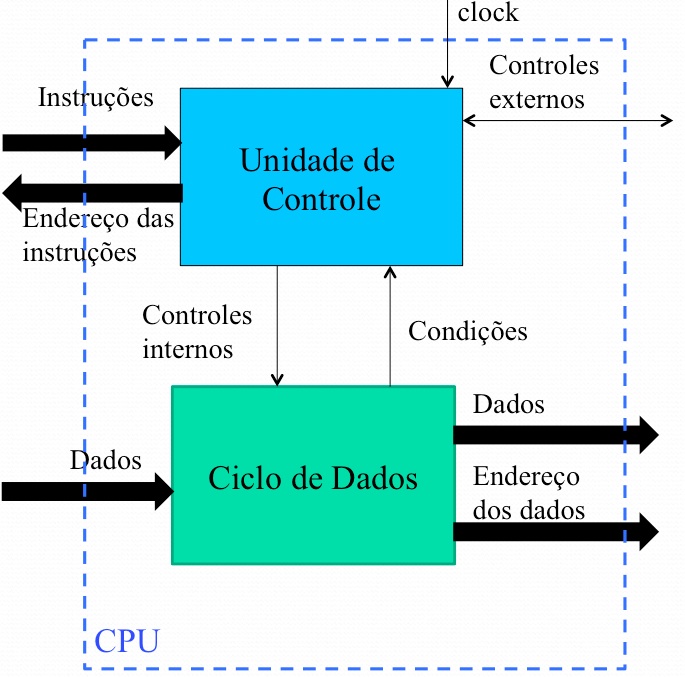 clock
Controles
externos
Instruções
Unidade de
Controle
Endereço das
instruções
Controles
internos
Condições
Dados
Dados
Ciclo de Dados
Endereço
dos dados
CPU